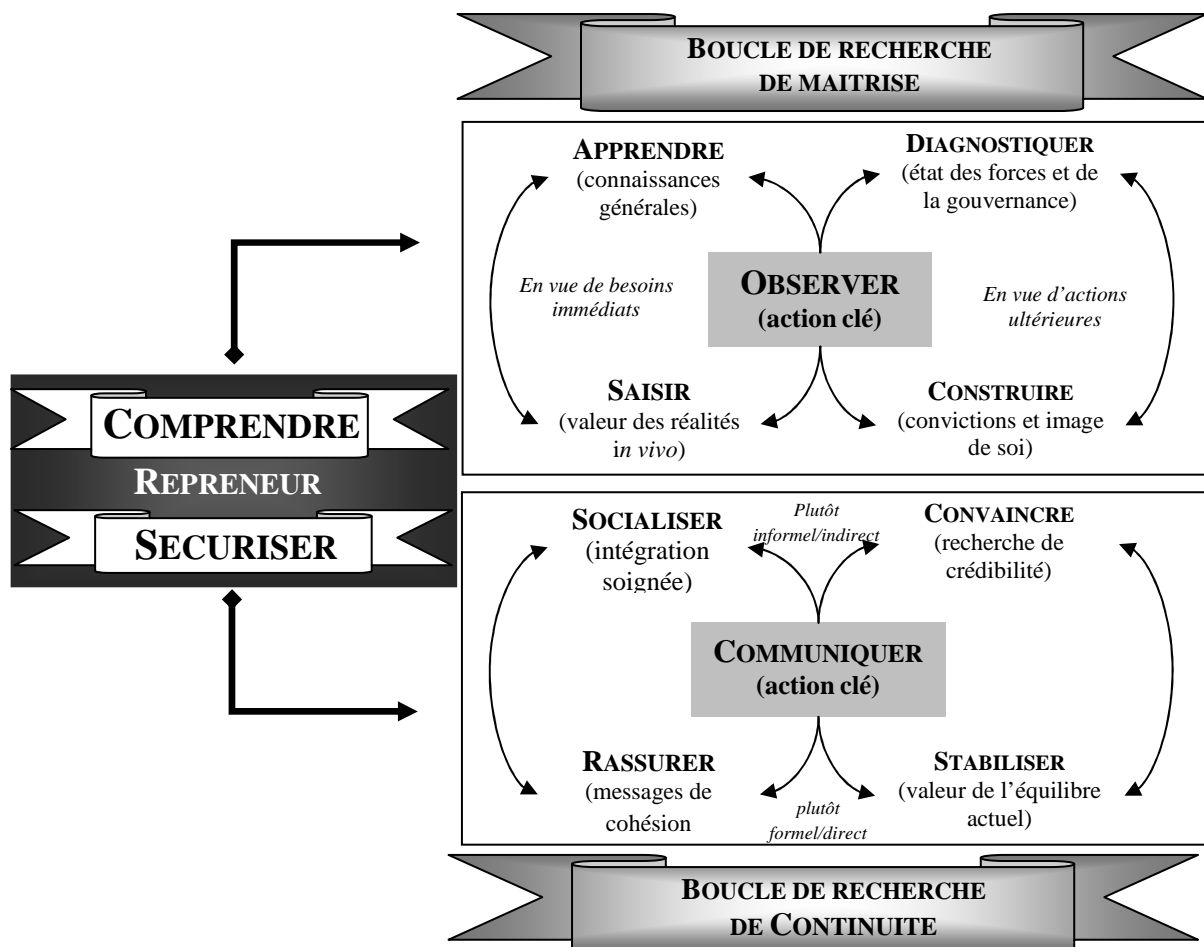 BOUCLE DE RECHERCHE
DE MAITRISE
APPRENDRE
(connaissances
générales)
DIAGNOSTIQUER
(état des forces et de
la gouvernance)
En vue de besoins
immédiats
OBSERVER
(action clé)
En vue d’actions
ultérieures
SAISIR
(valeur des réalités
in vivo)
CONSTRUIRE
(convictions et image
de soi)
COMPRENDRE
REPRENEUR
SECURISER
SOCIALISER
(intégration
soignée)
Plutôt
informel/indirect
CONVAINCRE
(recherche de
crédibilité)
COMMUNIQUER
(action clé)
RASSURER
(messages de
cohésion
plutôt
formel/direct
STABILISER
(valeur de l’équilibre
actuel)
BOUCLE DE RECHERCHE
DE CONTINUITE